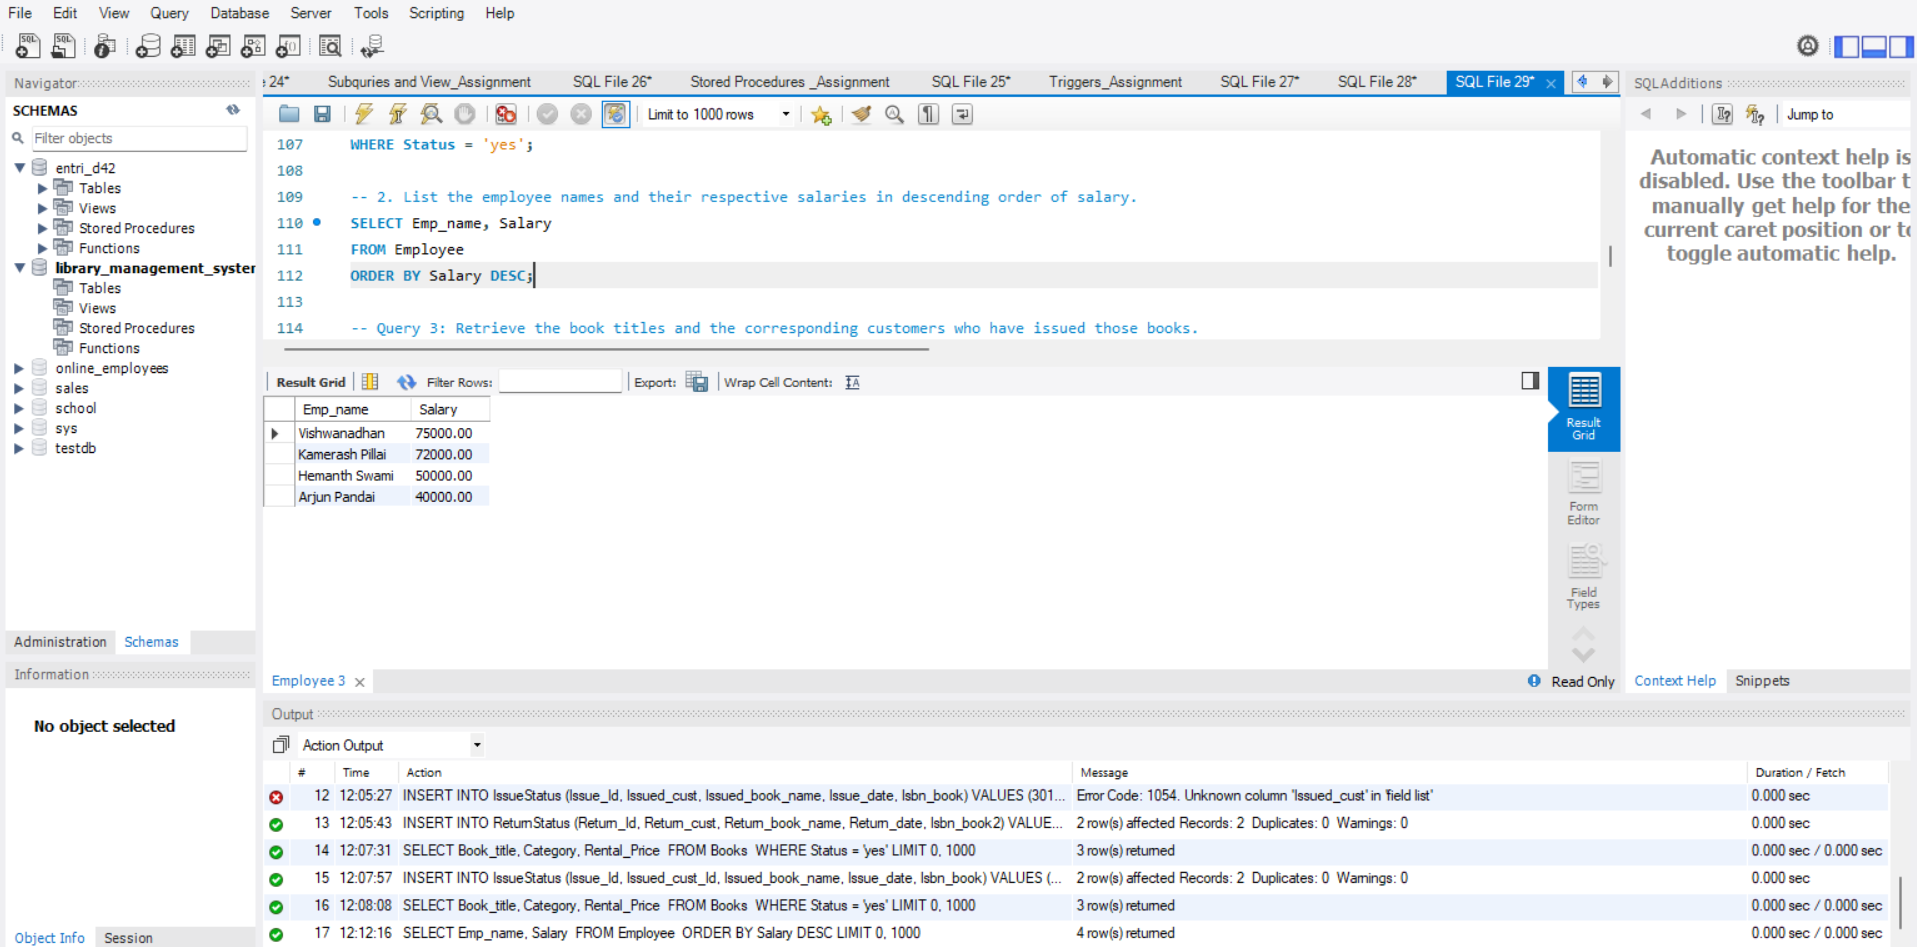 File Edit View Query Database Server Tools Scripting Help
Navigator
SCHEMAS
Filter objects
entri_d42
Tables
Views
Stored Procedures
Functions
library_management_syster
Tables
Views
Stored Procedures
Functions
online_employees
sales
school
sys
testdb
Administration Schemas
Information
No object selected
Object Info Session
24* Subquries and View_Assignment SQL File 26* Stored Procedures _Assignment SQL File 25* Triggers_Assignment SQL File 27* SQL File 28* SQL File 29*
Limit to 1000 rows
107 WHERE Status = 'yes';
108
109 -- 2. List the employee names and their respective salaries in descending order of salary.
110 SELECT Emp_name, Salary
111 FROM Employee
112 ORDER BY Salary DESC;
113
114 -- Query 3: Retrieve the book titles and the corresponding customers who have issued those books.
Result Grid Filter Rows: Export: Wrap Cell Content:
Emp_name Salary
Vishwanadhan 75000.00
Kamerash Pillai 72000.00
Hemanth Swami 50000.00
Arjun Pandai 40000.00
Result
Grid
Form
Editor
Field
Types
Employee 3 Read Only
SQLAdditions
Jump to
Automatic context help is
disabled. Use the toolbar t
manually get help for the
current caret position or to
toggle automatic help.
Context Help Snippets
Output
Action Output
# Time Action Message Duration / Fetch
12 12:05:27 INSERT INTO IssueStatus (Issue_Id, Issued_cust, Issued_book_name, Issue_date, Isbn_book) VALUES (301... Error Code: 1054. Unknown column 'Issued_cust' in 'field list' 0.000 sec
13 12:05:43 INSERT INTO ReturnStatus (Return_Id, Return_cust, Return_book_name, Return_date, Isbn_book2) VALUE... 2 row(s) affected Records: 2 Duplicates: 0 Warnings: 0 0.000 sec
14 12:07:31 SELECT Book_title, Category, Rental_Price FROM Books WHERE Status = 'yes' LIMIT 0, 1000 3 row(s) returned 0.000 sec / 0.000 sec
15 12:07:57 INSERT INTO IssueStatus (Issue_Id, Issued_cust_Id, Issued_book_name, Issue_date, Isbn_book) VALUES (... 2 row(s) affected Records: 2 Duplicates: 0 Warnings: 0 0.000 sec
16 12:08:08 SELECT Book_title, Category, Rental_Price FROM Books WHERE Status = 'yes' LIMIT 0, 1000 3 row(s) returned 0.000 sec / 0.000 sec
17 12:12:16 SELECT Emp_name, Salary FROM Employee ORDER BY Salary DESC LIMIT 0, 1000 4 row(s) returned 0.000 sec / 0.000 sec